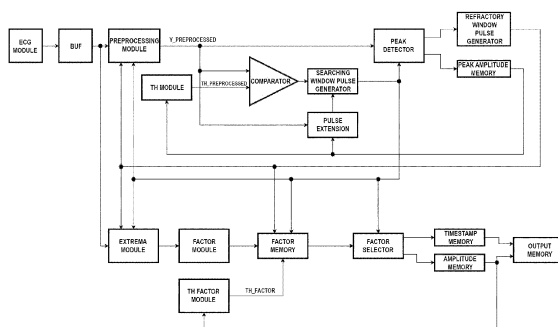 ECG
MODULE
BUF
PREPROCESSING
MODULE
Y_PREPROCESSED
PEAK
DETECTOR
REFRACTORY
WINDOW
PULSE
GENERATOR
PEAK AMPLITUDE
MEMORY
COMPARATOR
SEARCHING
WINDOW PULSE
GENERATOR
TH MODULE
TH_PREPROCESSED
PULSE
EXTENSION
EXTREMA
MODULE
FACTOR
MODULE
FACTOR
MEMORY
FACTOR
SELECTOR
TIMESTAMP
MEMORY
AMPLITUDE
MEMORY
OUTPUT
MEMORY
TH FACTOR
MODULE
TH_FACTOR